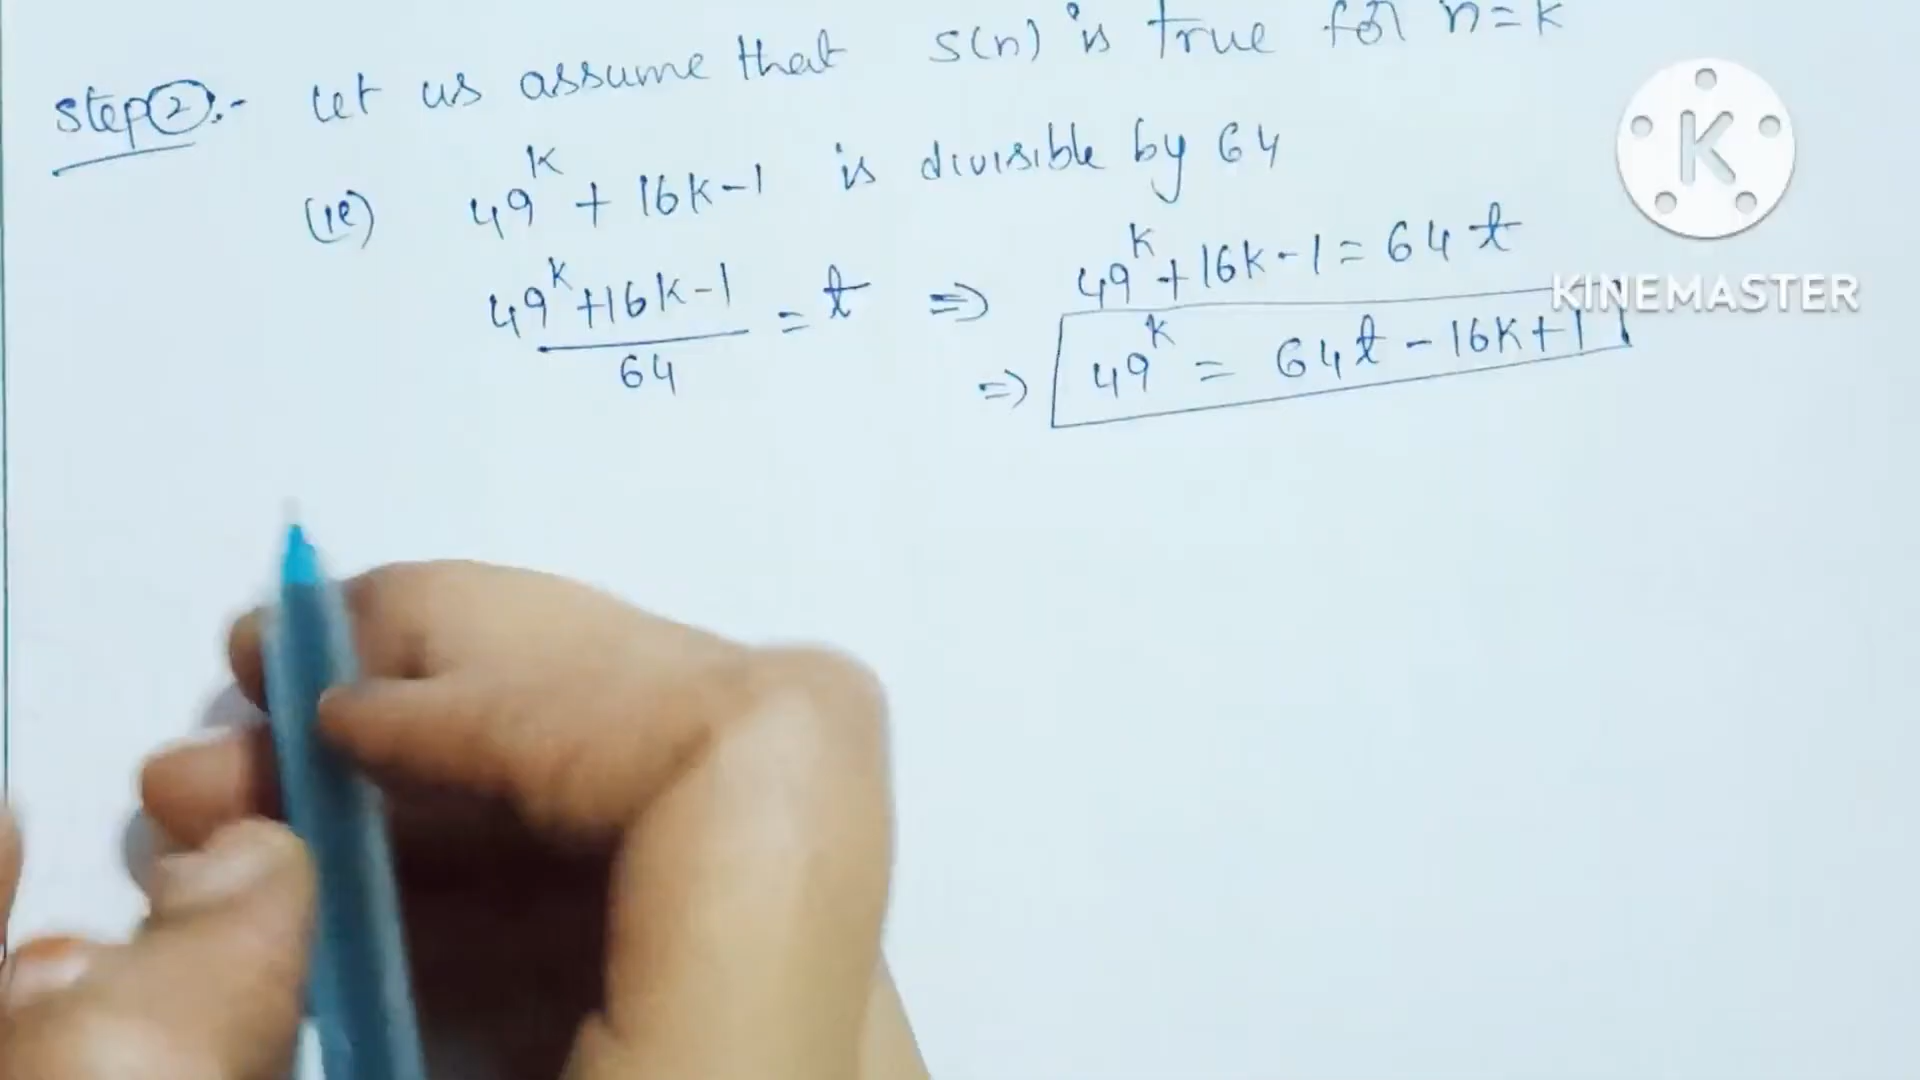 Step ② :- Let us assume that S(n) is true for n=k
(ie) 49^k + 16k-1 is divisible by 64
49^k+16k-1 / 64 = t => 49^k+16k-1 = 64t
=> 49^k = 64t - 16k+1
K
KINEMASTER